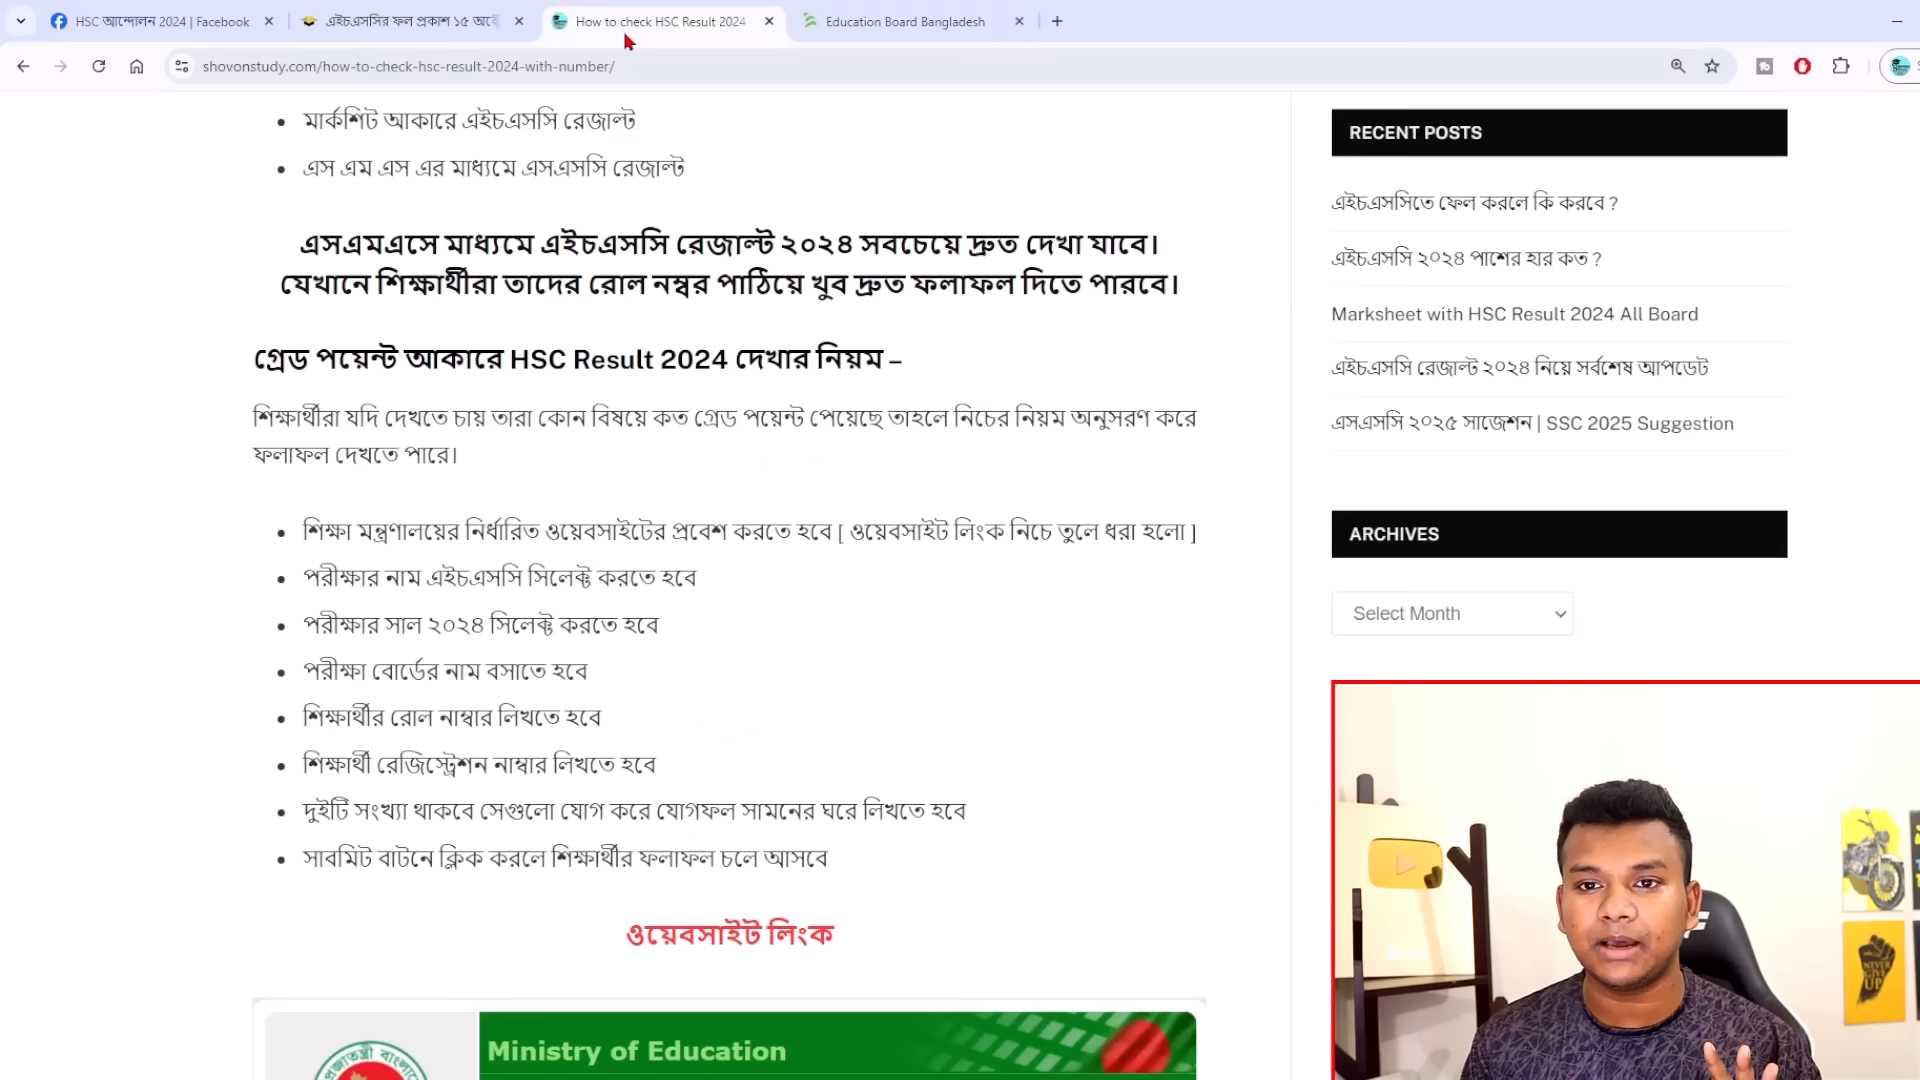 HSC আন্দোলন 2024 | Facebook
এইচএসসির ফল প্রকাশ ১৫ অক্টে
How to check HSC Result 2024
Education Board Bangladesh
shovonstudy.com/how-to-check-hsc-result-2024-with-number/
মার্কশিট আকারে এইচএসসি রেজাল্ট
এস এম এস এর মাধ্যমে এসএসসি রেজাল্ট
এসএমএসে মাধ্যমে এইচএসসি রেজাল্ট ২০২৪ সবচেয়ে দ্রুত দেখা যাবে।
যেখানে শিক্ষার্থীরা তাদের রোল নম্বর পাঠিয়ে খুব দ্রুত ফলাফল দিতে পারবে।
গ্রেড পয়েন্ট আকারে HSC Result 2024 দেখার নিয়ম –
শিক্ষার্থীরা যদি দেখতে চায় তারা কোন বিষয়ে কত গ্রেড পয়েন্ট পেয়েছে তাহলে নিচের নিয়ম অনুসরণ করে
ফলাফল দেখতে পারে।
শিক্ষা মন্ত্রণালয়ের নির্ধারিত ওয়েবসাইটের প্রবেশ করতে হবে [ ওয়েবসাইট লিংক নিচে তুলে ধরা হলো ]
পরীক্ষার নাম এইচএসসি সিলেক্ট করতে হবে
পরীক্ষার সাল ২০২৪ সিলেক্ট করতে হবে
পরীক্ষা বোর্ডের নাম বসাতে হবে
শিক্ষার্থীর রোল নাম্বার লিখতে হবে
শিক্ষার্থী রেজিস্ট্রেশন নাম্বার লিখতে হবে
দুইটি সংখ্যা থাকবে সেগুলো যোগ করে যোগফল সামনের ঘরে লিখতে হবে
সাবমিট বাটনে ক্লিক করলে শিক্ষার্থীর ফলাফল চলে আসবে
ওয়েবসাইট লিংক
Ministry of Education
RECENT POSTS
এইচএসসিতে ফেল করলে কি করবে ?
এইচএসসি ২০২৪ পাশের হার কত ?
Marksheet with HSC Result 2024 All Board
এইচএসসি রেজাল্ট ২০২৪ নিয়ে সর্বশেষ আপডেট
এসএসসি ২০২৫ সাজেশন | SSC 2025 Suggestion
ARCHIVES
Select Month
NEVER
GIVE
UP